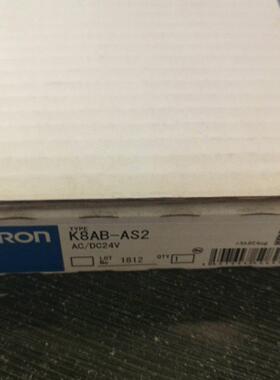 TYPE
RON K8AB-AS2
AC/DC24V
LOT No 1812 QTY 1